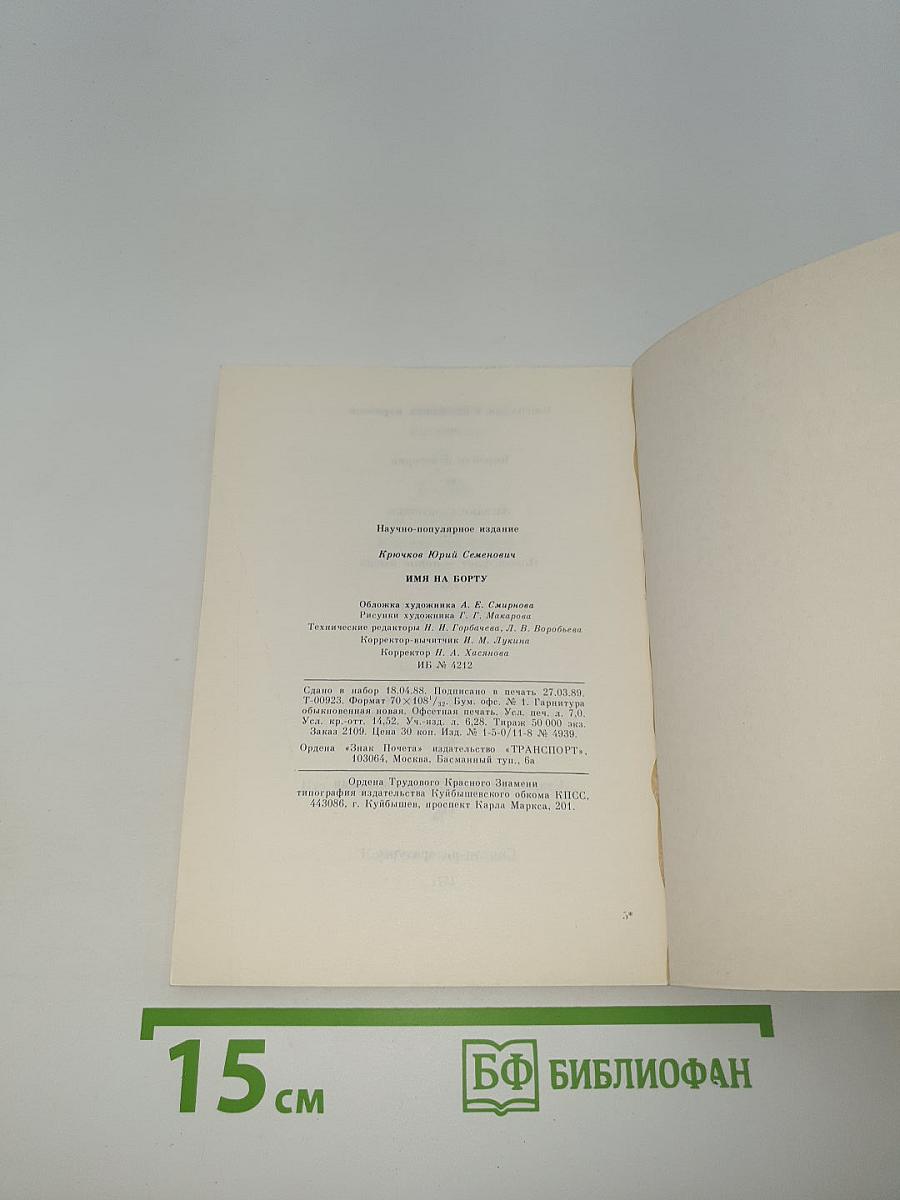 Научно-популярное издание
Крючков Юрий Семенович
ИМЯ НА БОРТУ
Обложка художника А. Е. Смирнова
Рисунки художника Г. Г. Макарова
Технические редакторы Н. И. Горбачева, Л. В. Воробьева
Корректор-вычитчик И. М. Лукина
Корректор Н. А. Хасянова
ИБ № 4212
Сдано в набор 18.04.88. Подписано в печать 27.03.89.
Т-00923. Формат 70×108¹/₃₂. Бум. офс. № 1. Гарнитура
обыкновенная новая. Офсетная печать. Усл. печ. л. 7,0.
Усл. кр.-отт. 14,52. Уч.-изд. л. 6,28. Тираж 50 000 экз.
Заказ 2109. Цена 30 коп. Изд. № 1-5-0/11-8 № 4939.
Ордена «Знак Почета» издательство «ТРАНСПОРТ»,
103064, Москва, Басманный туп., 6а
Ордена Трудового Красного Знамени
типография издательства Куйбышевского обкома КПСС,
443086, г. Куйбышев, проспект Карла Маркса, 201.
5*
15 см
БФ БИБЛИОФАН